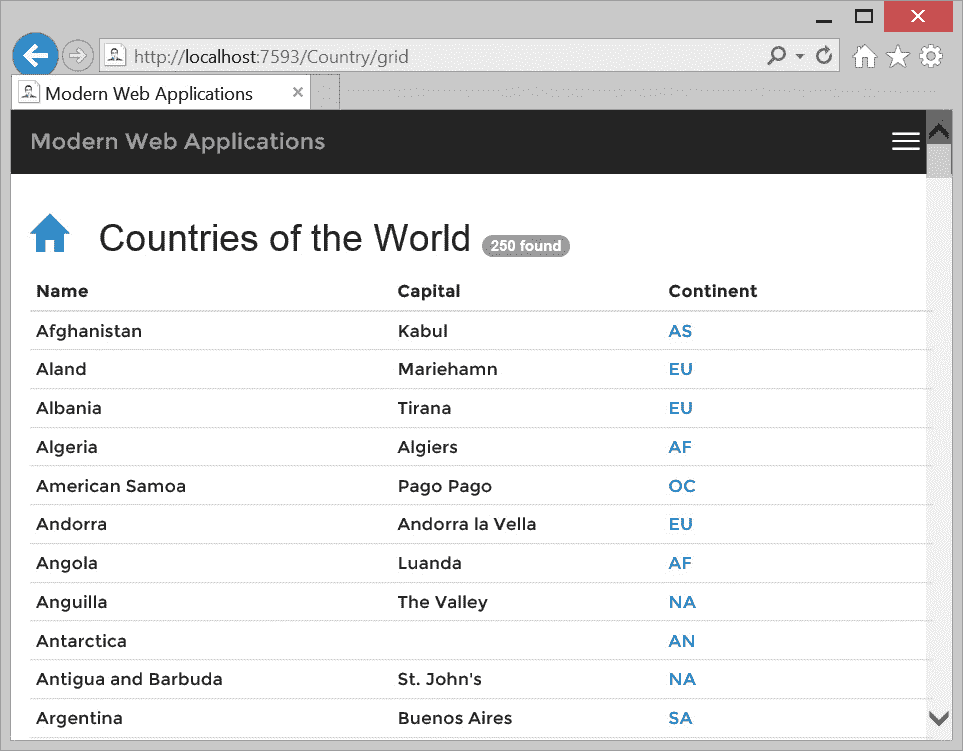 http://localhost:7593/Country/grid
Modern Web Applications
Modern Web Applications
Countries of the World 250 found
Name Capital Continent
Afghanistan Kabul AS
Aland Mariehamn EU
Albania Tirana EU
Algeria Algiers AF
American Samoa Pago Pago OC
Andorra Andorra la Vella EU
Angola Luanda AF
Anguilla The Valley NA
Antarctica AN
Antigua and Barbuda St. John's NA
Argentina Buenos Aires SA